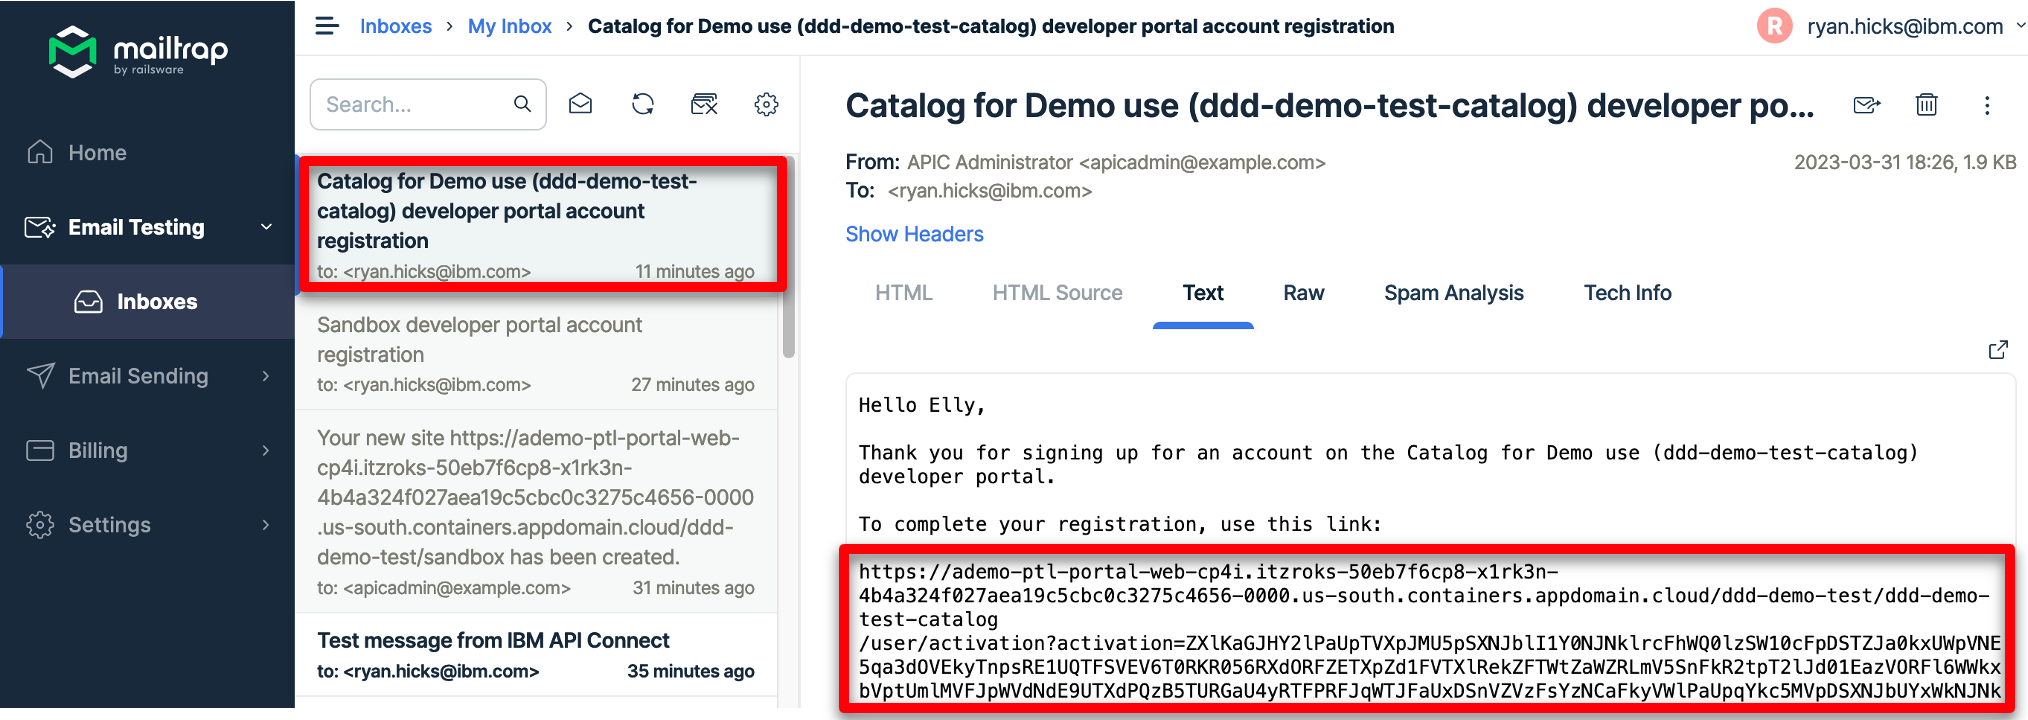 mailtrap
by railsware
Home
Email Testing
Inboxes
Email Sending
Billing
Settings
Inboxes › My Inbox › Catalog for Demo use (ddd-demo-test-catalog) developer portal account registration
R ryan.hicks@ibm.com
Search...
Catalog for Demo use (ddd-demo-test-
catalog) developer portal account
registration
to: <ryan.hicks@ibm.com> 11 minutes ago
Sandbox developer portal account
registration
to: <ryan.hicks@ibm.com> 27 minutes ago
Your new site https://ademo-ptl-portal-web-
cp4i.itzroks-50eb7f6cp8-x1rk3n-
4b4a324f027aea19c5cbc0c3275c4656-0000
.us-south.containers.appdomain.cloud/ddd-
demo-test/sandbox has been created.
to: <apicadmin@example.com> 31 minutes ago
Test message from IBM API Connect
to: <ryan.hicks@ibm.com> 35 minutes ago
Catalog for Demo use (ddd-demo-test-catalog) developer po...
From: APIC Administrator <apicadmin@example.com> 2023-03-31 18:26, 1.9 KB
To: <ryan.hicks@ibm.com>
Show Headers
HTML HTML Source Text Raw Spam Analysis Tech Info
Hello Elly,
Thank you for signing up for an account on the Catalog for Demo use (ddd-demo-test-catalog)
developer portal.
To complete your registration, use this link:
https://ademo-ptl-portal-web-cp4i.itzroks-50eb7f6cp8-x1rk3n-
4b4a324f027aea19c5cbc0c3275c4656-0000.us-south.containers.appdomain.cloud/ddd-demo-test/ddd-demo-
test-catalog
/user/activation?activation=ZXlKaGJHY2lPaUpTVXpJMU5pSXNJblI1Y0NJNklrcFhWQ0lzSW10cFpDSTZJa0kxUWpVNE
5qa3dOVEkyTnpsRE1UQTFSVEV6T0RKR056RXdORFZETXpZd1FVTXlRekZFTWtZaWZRLmV5SnFkR2tpT2lJd01EazVORFl6WWkx
bVptUmlMVFJpWVdNdE9UTXdPQzB5TURGaU4yRTFPRFJqWTJFaUxDSnVZVzFsYzNCaFkyVWlPaUpqYkc5MVpDSXNJbUYxWkNJNk